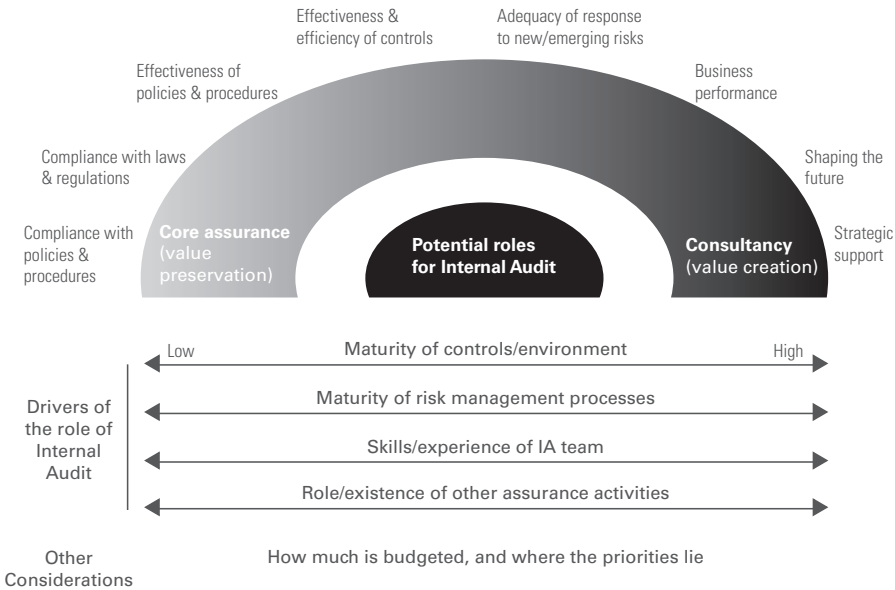 Effectiveness &
efficiency of controls
Adequacy of response
to new/emerging risks
Effectiveness of
policies & procedures
Business
performance
Compliance with laws
& regulations
Shaping the
future
Compliance with
policies &
procedures
Core assurance
(value
preservation)
Potential roles
for Internal Audit
Consultancy
(value creation)
Strategic
support
Low
Maturity of controls/environment
High
Drivers of
the role of
Internal
Audit
Maturity of risk management processes
Skills/experience of IA team
Role/existence of other assurance activities
Other
Considerations
How much is budgeted, and where the priorities lie